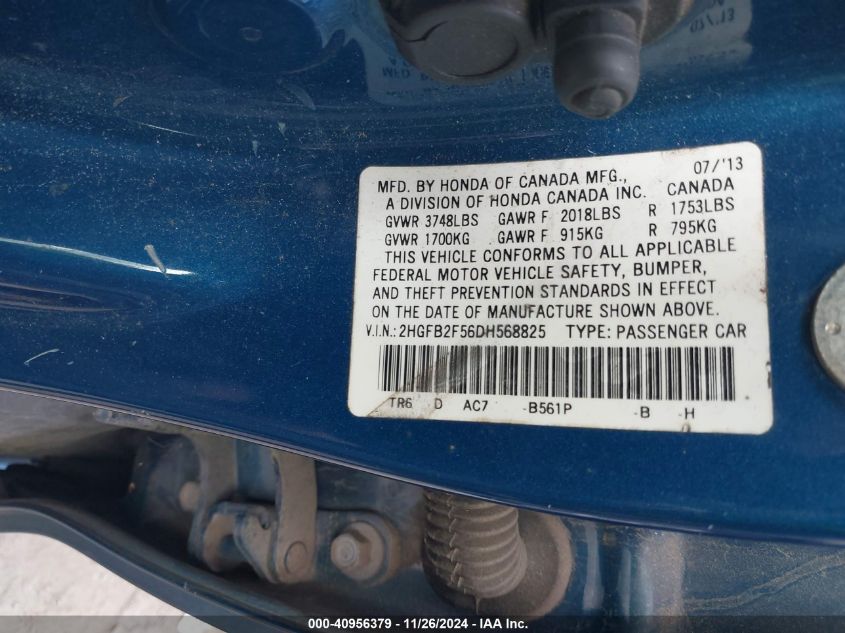 07/'13
MFD. BY HONDA OF CANADA MFG.,
A DIVISION OF HONDA CANADA INC. CANADA
GVWR 3748LBS GAWR F 2018LBS R 1753LBS
GVWR 1700KG GAWR F 915KG R 795KG
THIS VEHICLE CONFORMS TO ALL APPLICABLE
FEDERAL MOTOR VEHICLE SAFETY, BUMPER,
AND THEFT PREVENTION STANDARDS IN EFFECT
ON THE DATE OF MANUFACTURE SHOWN ABOVE.
V.I.N.: 2HGFB2F56DH568825 TYPE: PASSENGER CAR
TR6 D AC7 -B561P -B -H
000-40956379 - 11/26/2024 - IAA Inc.